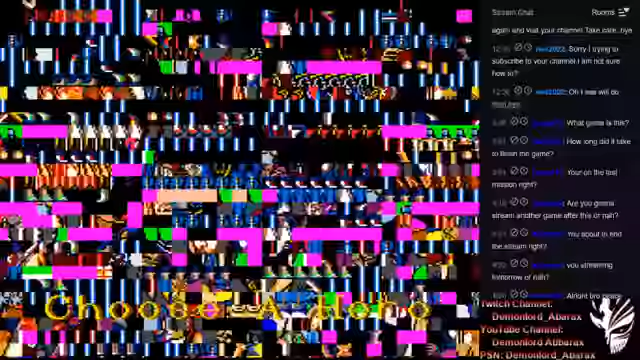 Stream Chat
Rooms
again and visit your channel Take care..bye
Sorry I trying to
subscribe to your channel I am not sure
how to?
Oh I see will do
What game is this?
How long did it take
to beat the game?
Your on the last
mission right?
Are you gonna
stream another game after this or nah?
You about to end
the stream right?
you streaming
tomorrow or nah?
Alright bro peace
Choose A Hero
Twitch Channel:
Demonlord_Abarax
YouTube Channel:
Demonlord Abbarax
PSN: Demonlord_Abarax